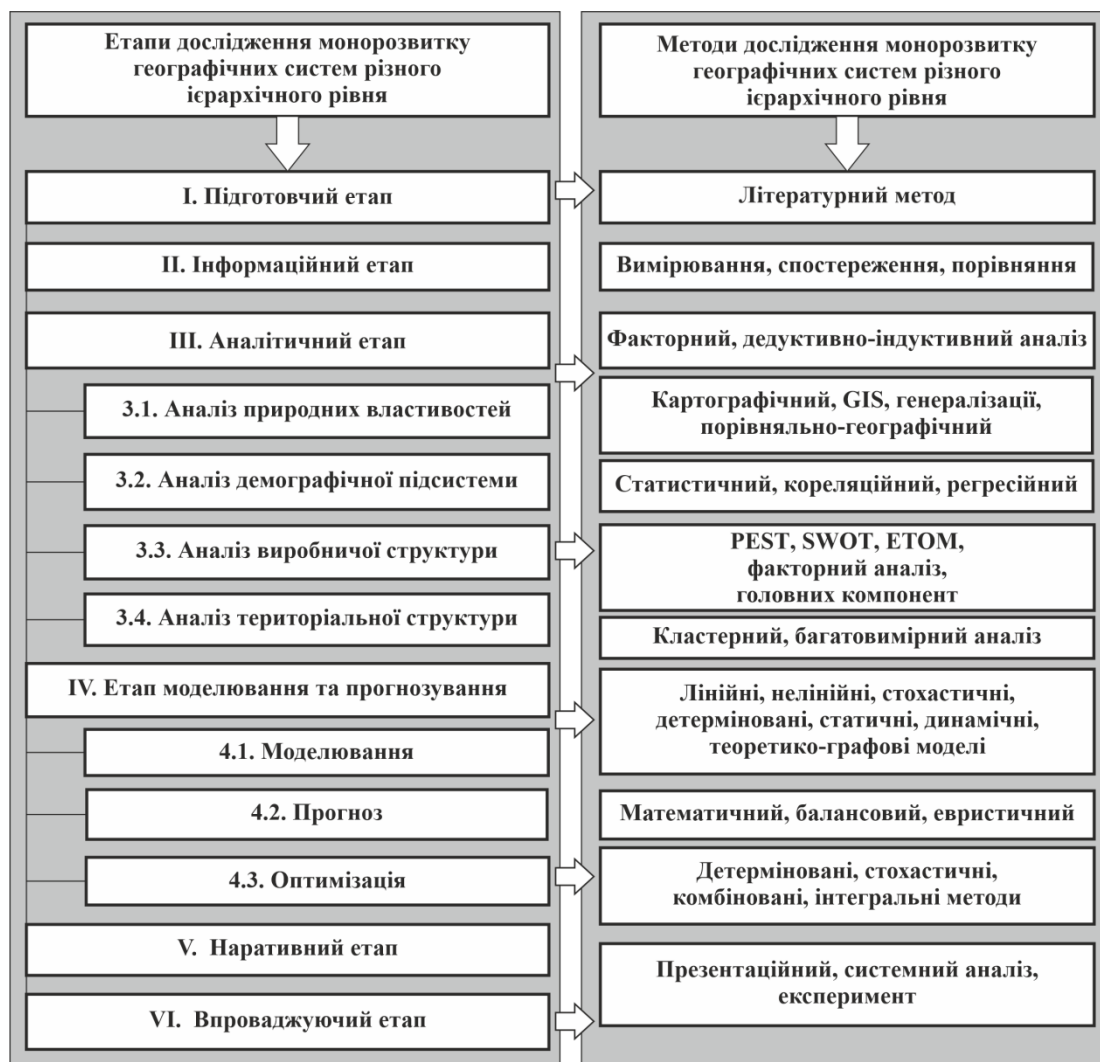 Етапи дослідження монорозвитку
географічних систем різного
ієрархічного рівня
І. Підготовчий етап
ІІ. Інформаційний етап
ІІІ. Аналітичний етап
3.1. Аналіз природних властивостей
3.2. Аналіз демографічної підсистеми
3.3. Аналіз виробничої структури
3.4. Аналіз територіальної структури
IV. Етап моделювання та прогнозування
4.1. Моделювання
4.2. Прогноз
4.3. Оптимізація
V. Наративний етап
VI. Впроваджуючий етап
Методи дослідження монорозвитку
географічних систем різного
ієрархічного рівня
Літературний метод
Вимірювання, спостереження, порівняння
Факторний, дедуктивно-індуктивний аналіз
Картографічний, GIS, генералізації,
порівняльно-географічний
Статистичний, кореляційний, регресійний
PEST, SWOT, ETOM,
факторний аналіз,
головних компонент
Кластерний, багатовимірний аналіз
Лінійні, нелінійні, стохастичні,
детерміновані, статичні, динамічні,
теоретико-графові моделі
Математичний, балансовий, евристичний
Детерміновані, стохастичні,
комбіновані, інтегральні методи
Презентаційний, системний аналіз,
експеримент